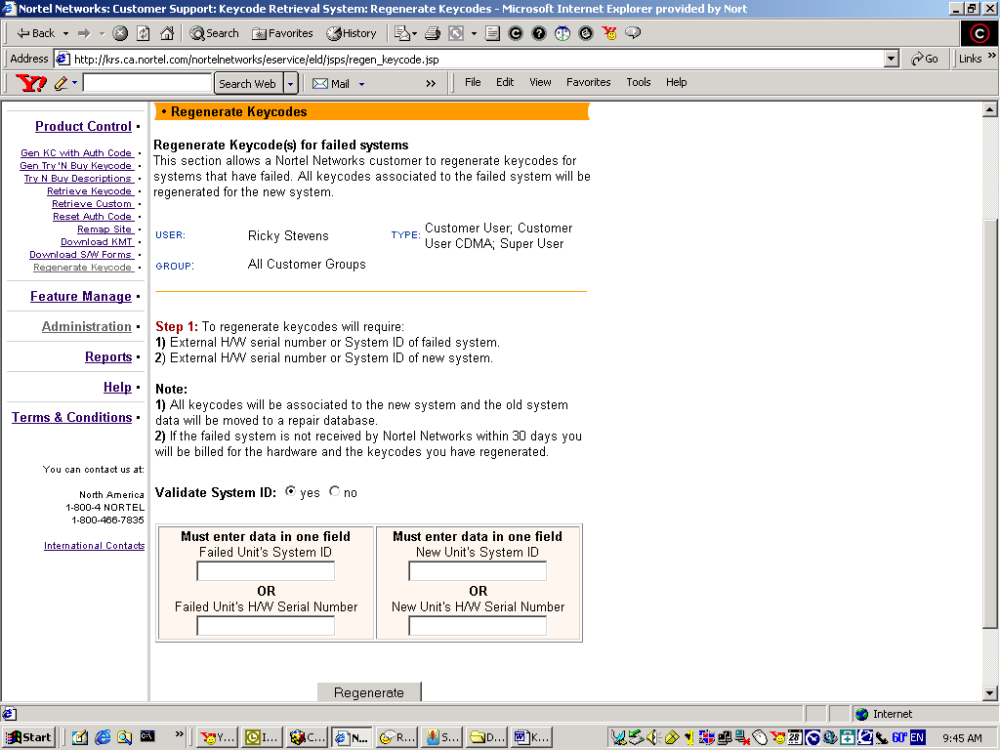 Nortel Networks: Customer Support: Keycode Retrieval System: Regenerate Keycodes - Microsoft Internet Explorer provided by Nort
Back
Search
Favorites
History
Address
http://krs.ca.nortel.com/nortelnetworks/eservice/eld/jsps/regen_keycode.jsp
Go
Links »
Y!
Search Web
Mail
»
File
Edit
View
Favorites
Tools
Help
Product Control •
Gen KC with Auth Code •
Gen Try 'N Buy Keycode •
Try N Buy Descriptions •
Retrieve Keycode •
Retrieve Custom •
Reset Auth Code •
Remap Site •
Download KMT •
Download S/W Forms •
Regenerate Keycode •
Feature Manage •
Administration •
Reports •
Help •
Terms & Conditions •
You can contact us at:
North America
1-800-4 NORTEL
1-800-466-7835
International Contacts
• Regenerate Keycodes
Regenerate Keycode(s) for failed systems
This section allows a Nortel Networks customer to regenerate keycodes for
systems that have failed. All keycodes associated to the failed system will be
regenerated for the new system.
USER:
Ricky Stevens
TYPE:
Customer User; Customer
User CDMA; Super User
GROUP:
All Customer Groups
Step 1: To regenerate keycodes will require:
1) External H/W serial number or System ID of failed system.
2) External H/W serial number or System ID of new system.
Note:
1) All keycodes will be associated to the new system and the old system
data will be moved to a repair database.
2) If the failed system is not received by Nortel Networks within 30 days you
will be billed for the hardware and the keycodes you have regenerated.
Validate System ID: yes no
Must enter data in one field
Failed Unit's System ID
OR
Failed Unit's H/W Serial Number
Must enter data in one field
New Unit's System ID
OR
New Unit's H/W Serial Number
Regenerate
Internet
Start
»
Y...
I...
C...
N...
R...
S...
D...
K...
28
60°
EN
9:45 AM